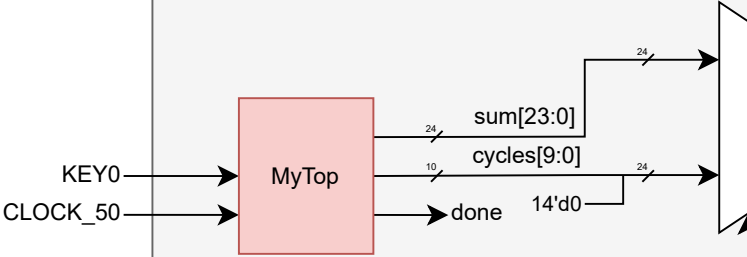 24
sum[23:0]
24
cycles[9:0]
KEY0
MyTop
10
24
CLOCK_50
done
14'd0